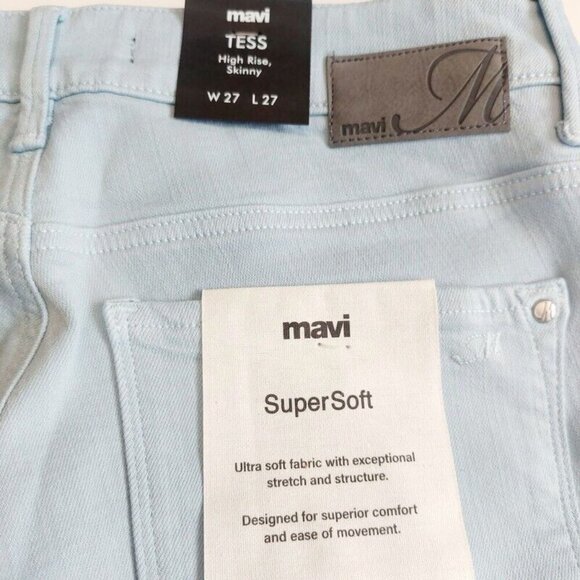 mavi
TESS
High Rise,
Skinny
W 27 L 27
mavi M
mavi
SuperSoft
Ultra soft fabric with exceptional
stretch and structure.
Designed for superior comfort
and ease of movement.
M